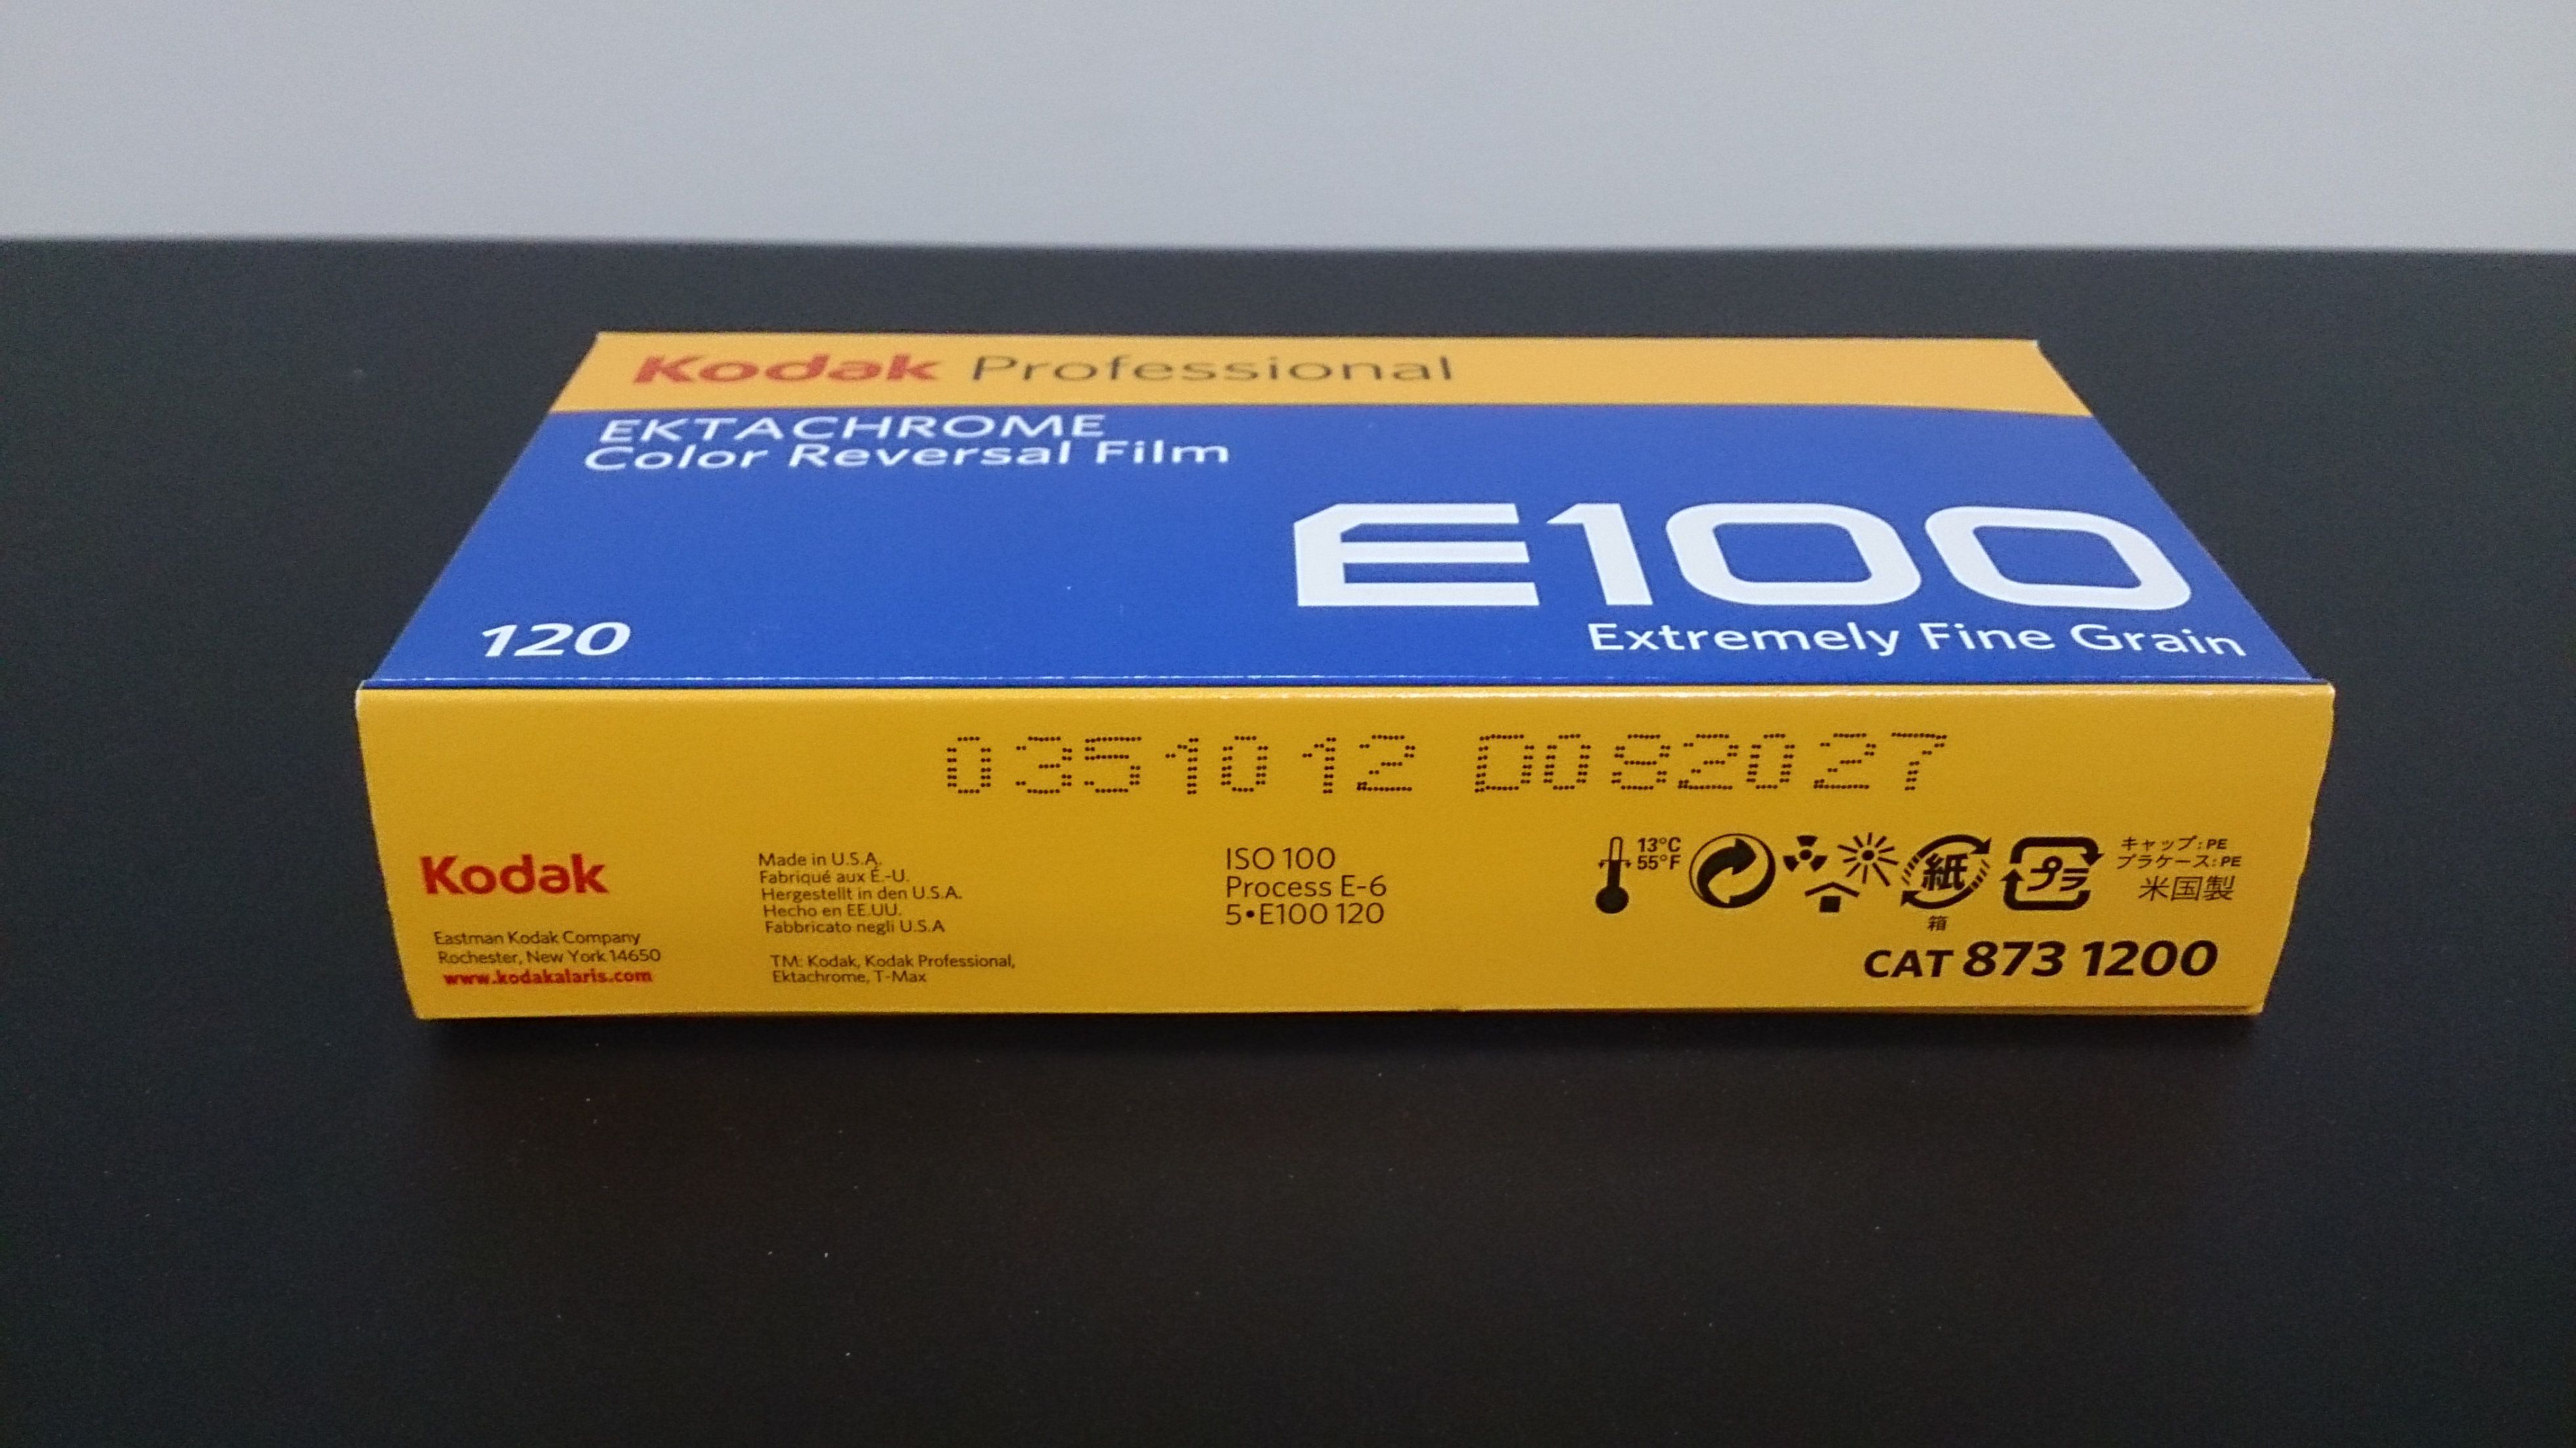 Kodak Professional
EKTACHROME
Color Reversal Film
E100
120
Extremely Fine Grain
0351012 D082027
Kodak
Eastman Kodak Company
Rochester, New York 14650
www.kodakalaris.com
Made in U.S.A.
Fabriqué aux É.-U.
Hergestellt in den U.S.A.
Hecho en EE.UU.
Fabbricato negli U.S.A
TM: Kodak, Kodak Professional,
Ektachrome, T-Max
ISO 100
Process E-6
5•E100 120
13°C
55°F
紙
箱
プラ
キャップ:PE
プラケース:PE
米国製
CAT 873 1200